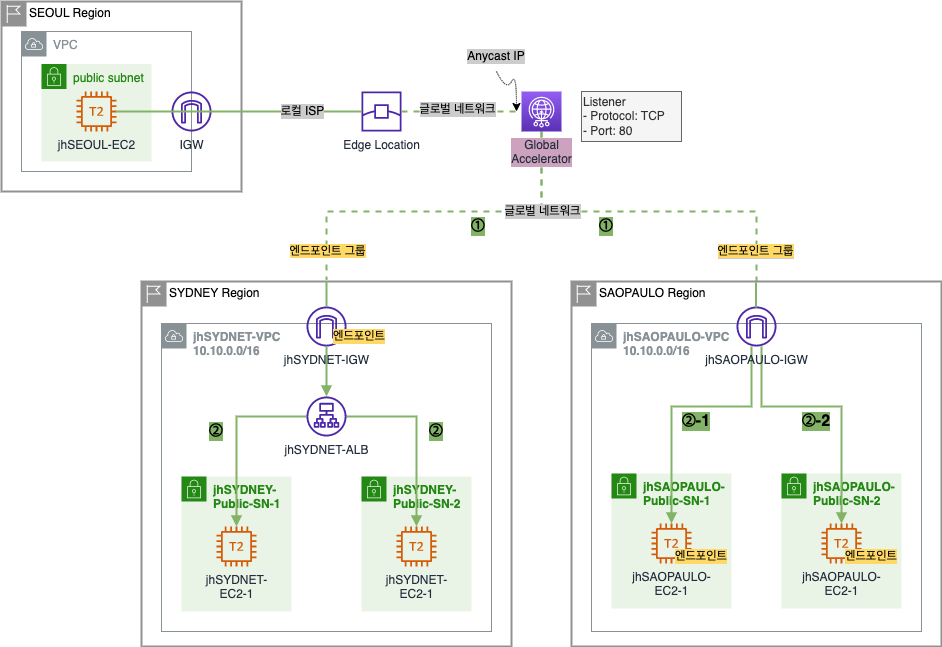 SEOUL Region
VPC
public subnet
T2
jhSEOUL-EC2
IGW
로컬 ISP
Edge Location
글로벌 네트워크
Anycast IP
Global
Accelerator
Listener
- Protocol: TCP
- Port: 80
글로벌 네트워크
①
①
엔드포인트 그룹
엔드포인트 그룹
SYDNEY Region
jhSYDNET-VPC
10.10.0.0/16
엔드포인트
jhSYDNET-IGW
jhSYDNET-ALB
②
②
jhSYDNEY-
Public-SN-1
T2
jhSYDNET-
EC2-1
jhSYDNEY-
Public-SN-2
T2
jhSYDNET-
EC2-1
SAOPAULO Region
jhSAOPAULO-VPC
10.10.0.0/16
jhSAOPAULO-IGW
②-1
②-2
jhSAOPAULO-
Public-SN-1
T2
엔드포인트
jhSAOPAULO-
EC2-1
jhSAOPAULO-
Public-SN-2
T2
엔드포인트
jhSAOPAULO-
EC2-1